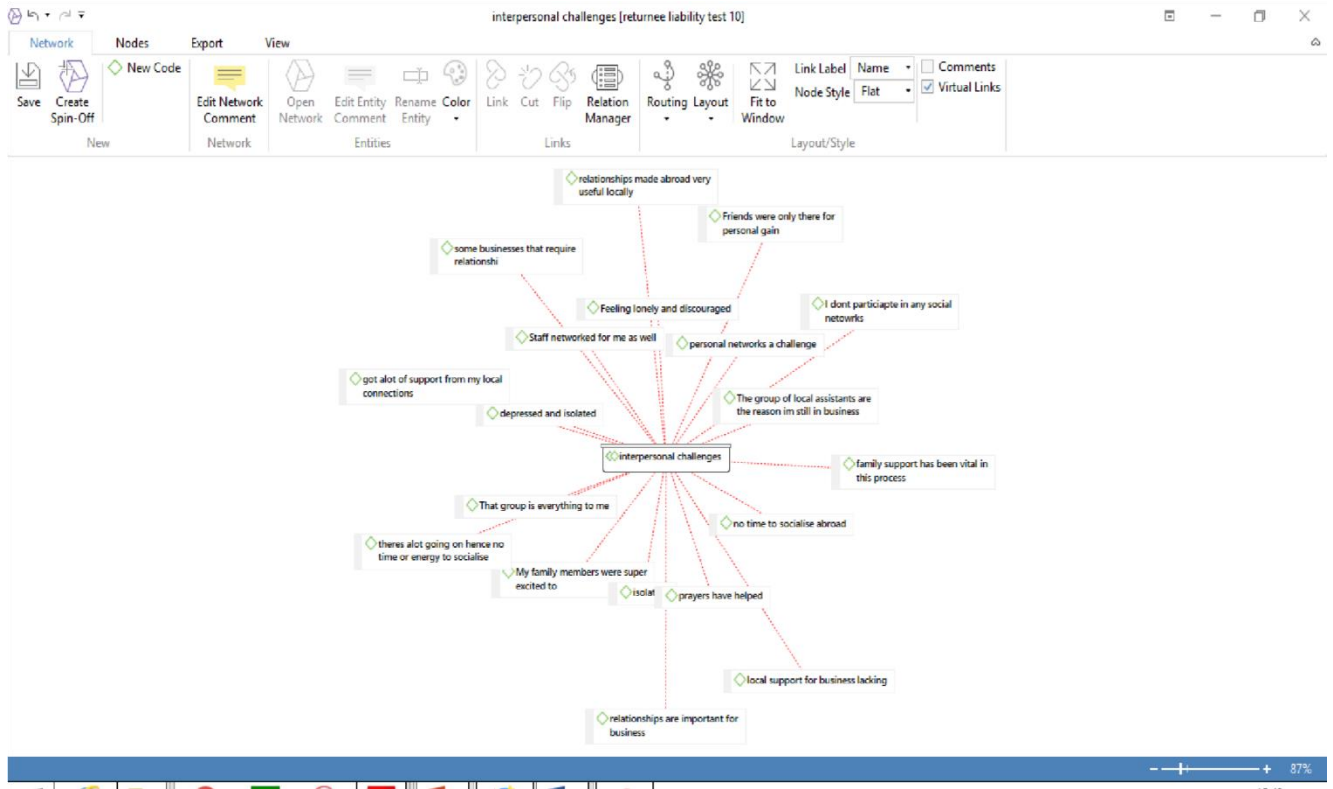 interpersonal challenges [returnee liability test 10]
Network Nodes Export View
Save
Create
Spin-Off
New Code
Edit Network
Comment
Open
Network
Edit Entity
Comment
Rename
Entity
Color
Link
Cut
Flip
Relation
Manager
Routing
Layout
Fit to
Window
Link Label Name
Node Style Flat
Comments
Virtual Links
New
Network
Entities
Links
Layout/Style
relationships made abroad very
useful locally
Friends were only there for
personal gain
some businesses that require
relationshi
Feeling lonely and discouraged
I dont particiapte in any social
netowrks
Staff networked for me as well
personal networks a challenge
got alot of support from my local
connections
The group of local assistants are
the reason im still in business
depressed and isolated
interpersonal challenges
family support has been vital in
this process
That group is everything to me
no time to socialise abroad
theres alot going on hence no
time or energy to socialise
My family members were super
excited to
isolat
prayers have helped
local support for business lacking
relationships are important for
business
87%